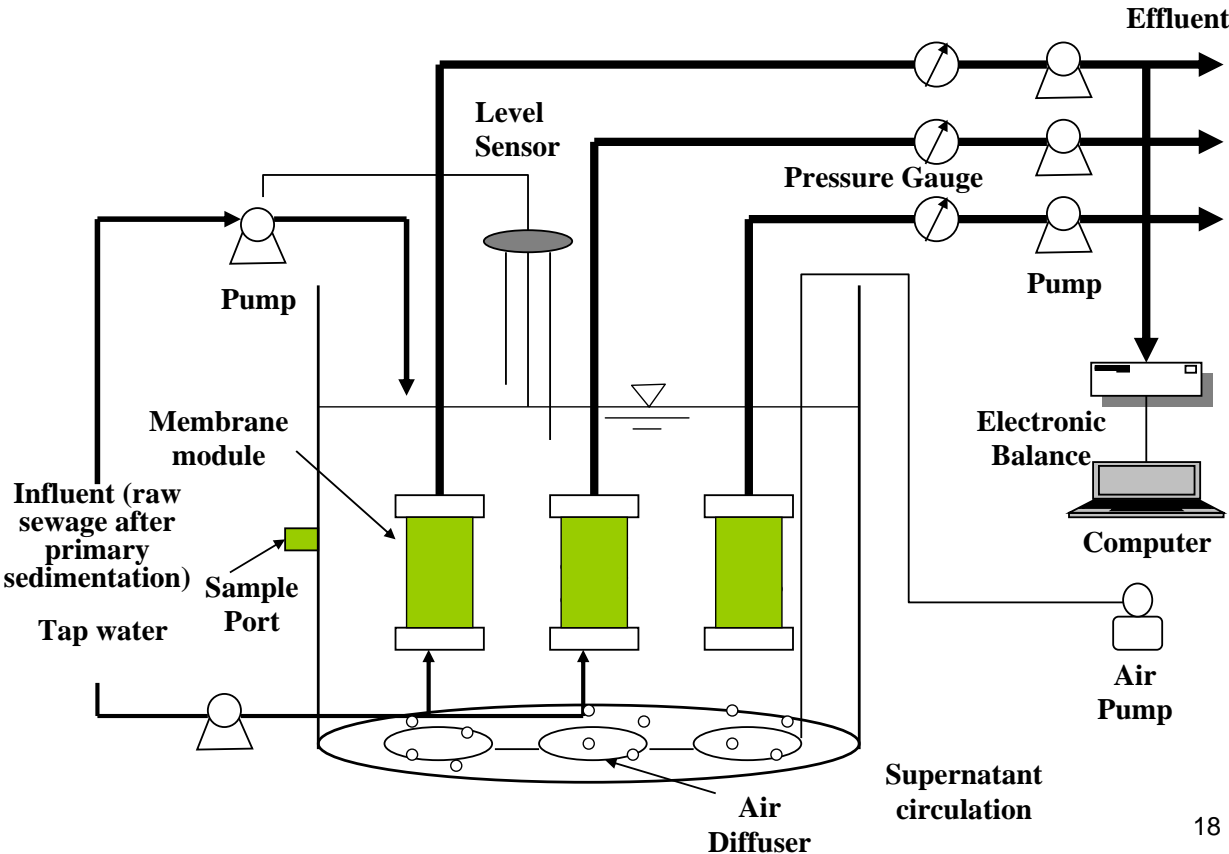 Effluent
Level
Sensor
Pressure Gauge
Pump
Pump
Membrane
module
Electronic
Balance
Influent (raw
sewage after
primary
sedimentation)
Sample
Port
Computer
Tap water
Air
Pump
Supernatant
circulation
Air
Diffuser
18